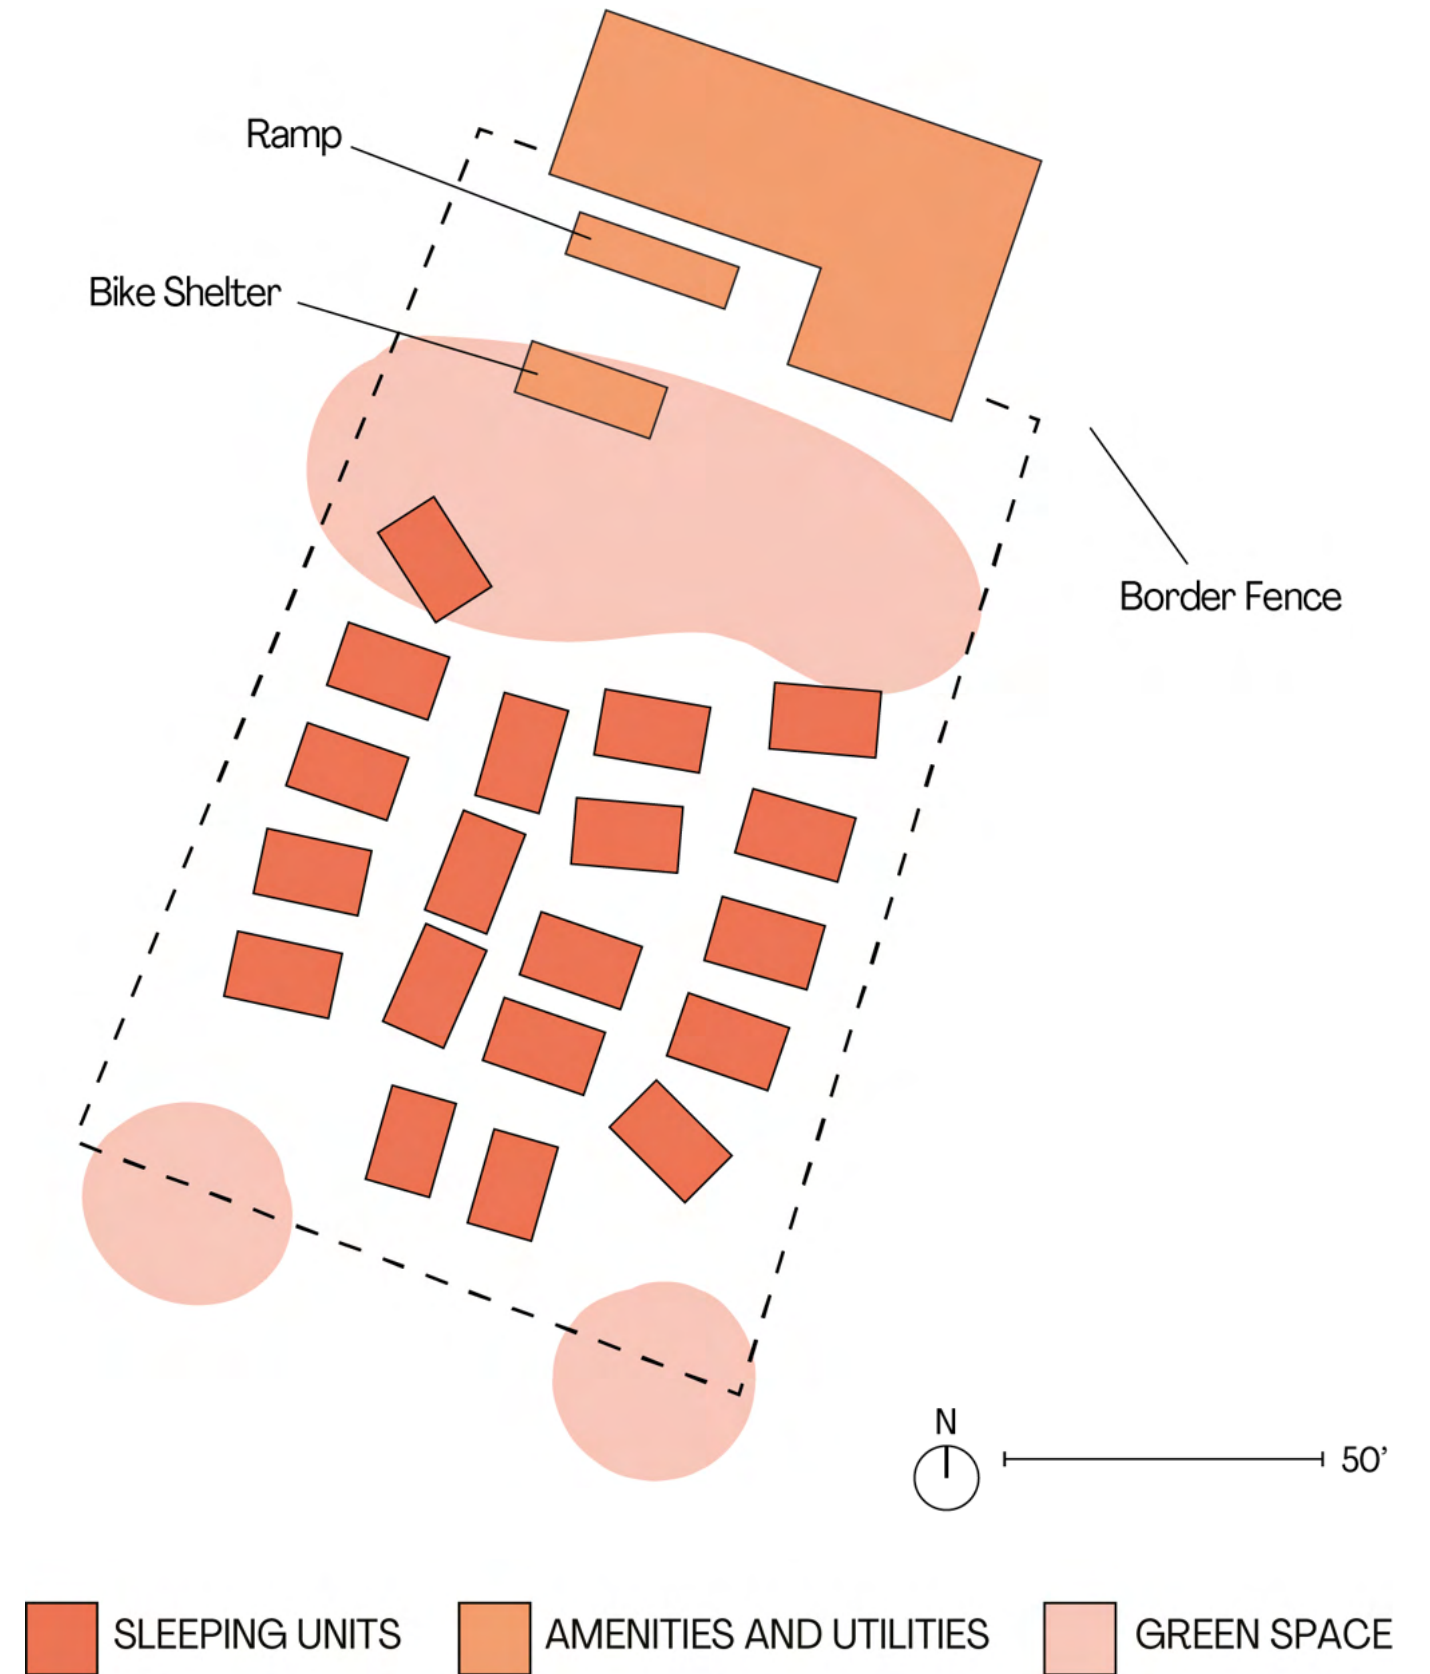 Ramp
Bike Shelter
Border Fence
N
50’
SLEEPING UNITS
AMENITIES AND UTILITIES
GREEN SPACE